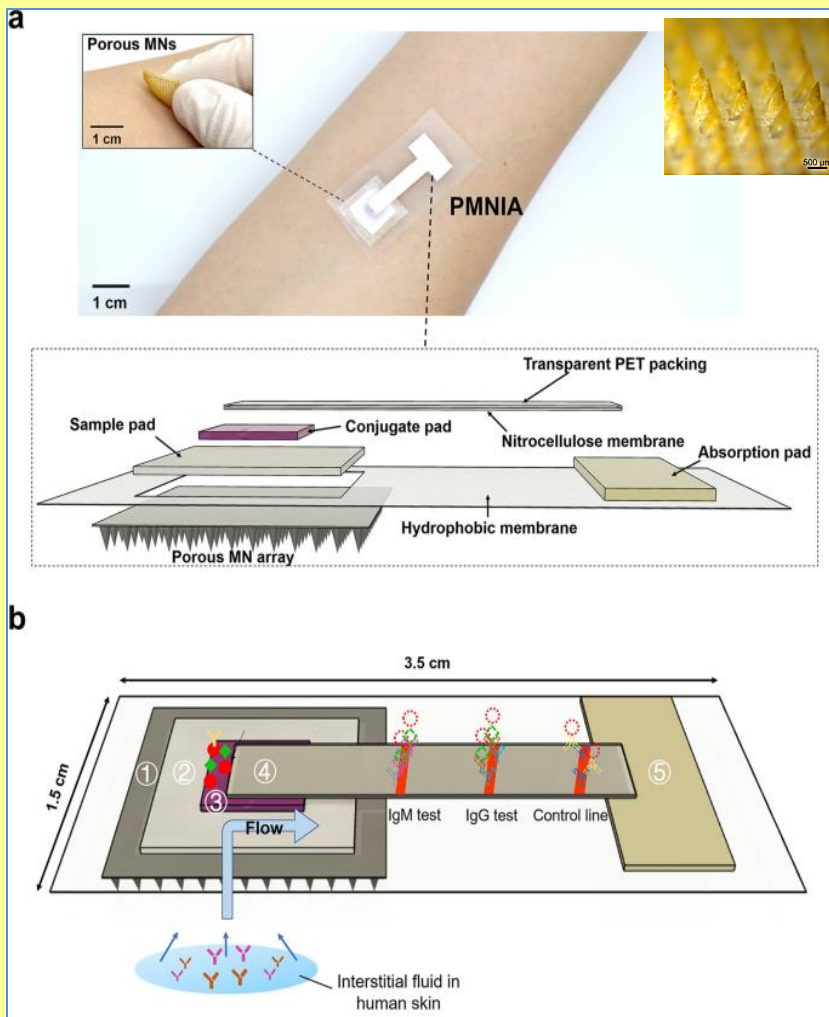 a
Porous MNs
1 cm
500 µm
PMNIA
1 cm
Transparent PET packing
Sample pad
Conjugate pad
Nitrocellulose membrane
Absorption pad
Hydrophobic membrane
Porous MN array
b
3.5 cm
1.5 cm
①
②
③
④
⑤
IgM test
IgG test
Control line
Flow
Interstitial fluid in
human skin